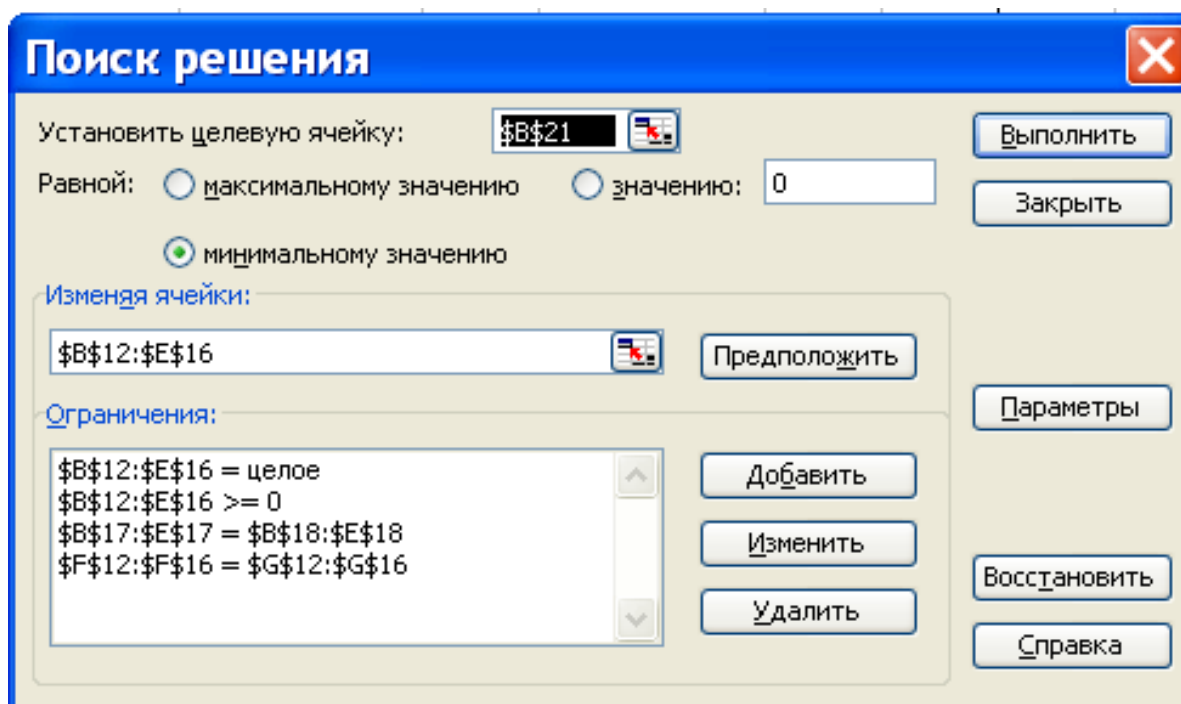 Поиск решения
Установить целевую ячейку: $B$21
Выполнить
Равной: максимальному значению значению: 0
Закрыть
минимальному значению
Изменяя ячейки:
$B$12:$E$16
Предположить
Параметры
Ограничения:
$B$12:$E$16 = целое
$B$12:$E$16 >= 0
$B$17:$E$17 = $B$18:$E$18
$F$12:$F$16 = $G$12:$G$16
Добавить
Изменить
Удалить
Восстановить
Справка